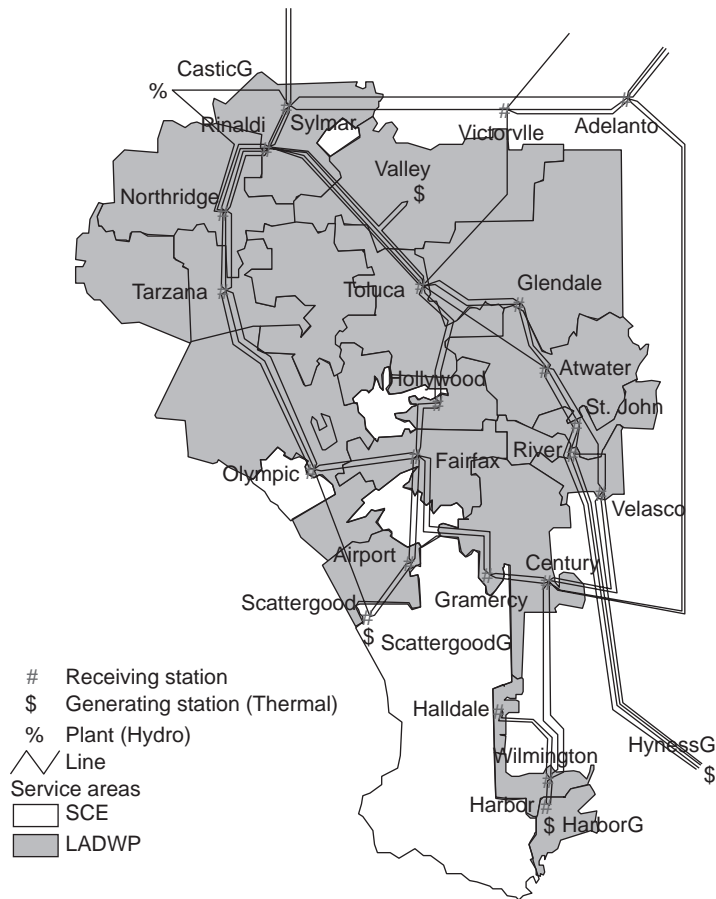 CasticG
%
#
Rinaldi
Sylmar
#
Victorylle
#
Adelanto
#
Valley
$
Northridge
#
Tarzana
#
Toluca
#
Glendale
#
Atwater
#
Hollywood
#
St. John
#
Olympic
#
Fairfax
#
River
#
Velasco
#
Airport
#
Century
#
Gramercy
#
Scattergood
#
$ ScattergoodG
# Receiving station
$ Generating station (Thermal)
% Plant (Hydro)
Line
Service areas
SCE
LADWP
Halldale #
Wilmington
#
Harbor #
$ HarborG
HynessG
$